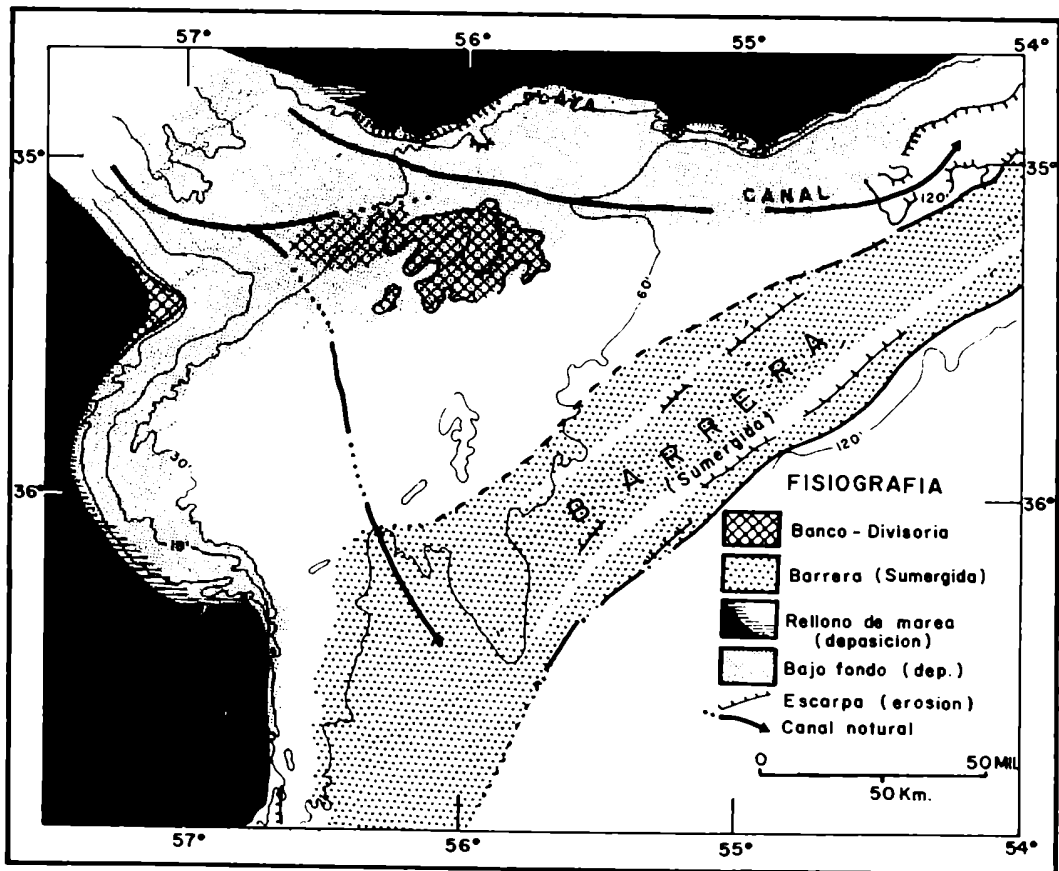 57°
56°
55°
54°
35°
35°
PLAYA
CANAL
120'
60'
BARRERA
(Sumergida)
30'
18'
120'
36°
36°
FISIOGRAFIA
Banco - Divisoria
Barrera (Sumergida)
Relleno de marea
(deposicion)
Bajo fondo (dep.)
Escarpa (erosion)
Canal natural
0 50 MIL
50 Km.
57°
56°
55°
54°